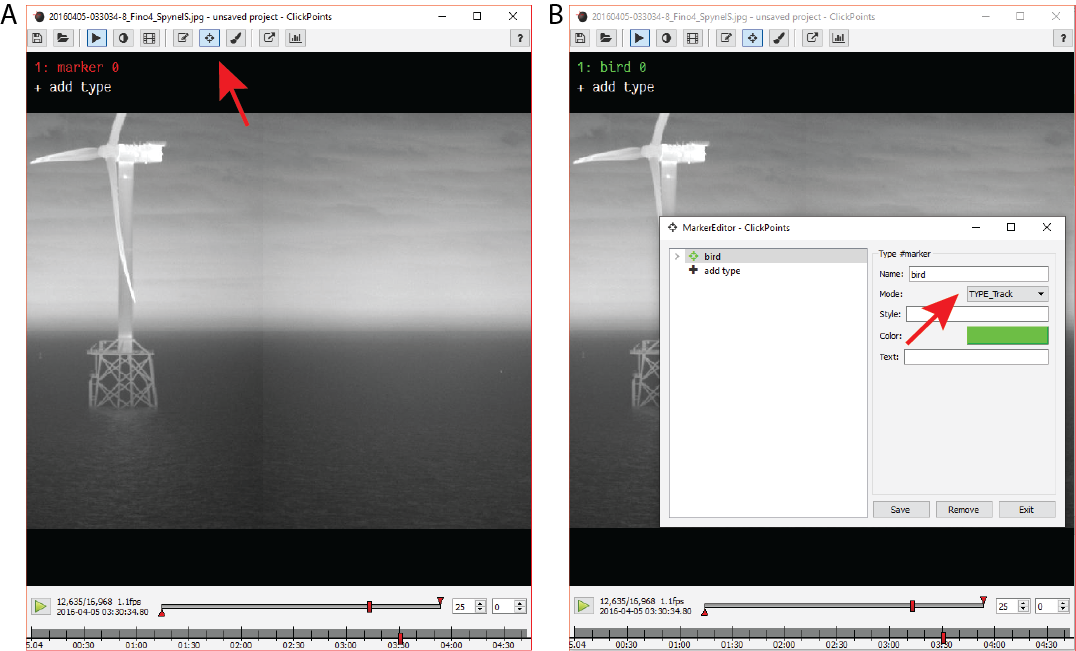 A
20160405-033034-8_Fino4_SpynelS.jpg - unsaved project - ClickPoints
?
1: marker 0
+ add type
12,635/16,968 1.1fps
2016-04-05 03:30:34.80
25
0
5.04 00:30 01:00 01:30 02:00 02:30 03:00 03:30 04:00 04:30
B
20160405-033034-8_Fino4_SpynelS.jpg - unsaved project - ClickPoints
?
1: bird 0
+ add type
MarkerEditor - ClickPoints
bird
add type
Type #marker
Name: bird
Mode: TYPE_Track
Style:
Color:
Text:
Save Remove Exit
12,635/16,968 1.1fps
2016-04-05 03:30:34.80
25
0
5.04 00:30 01:00 01:30 02:00 02:30 03:00 03:30 04:00 04:30